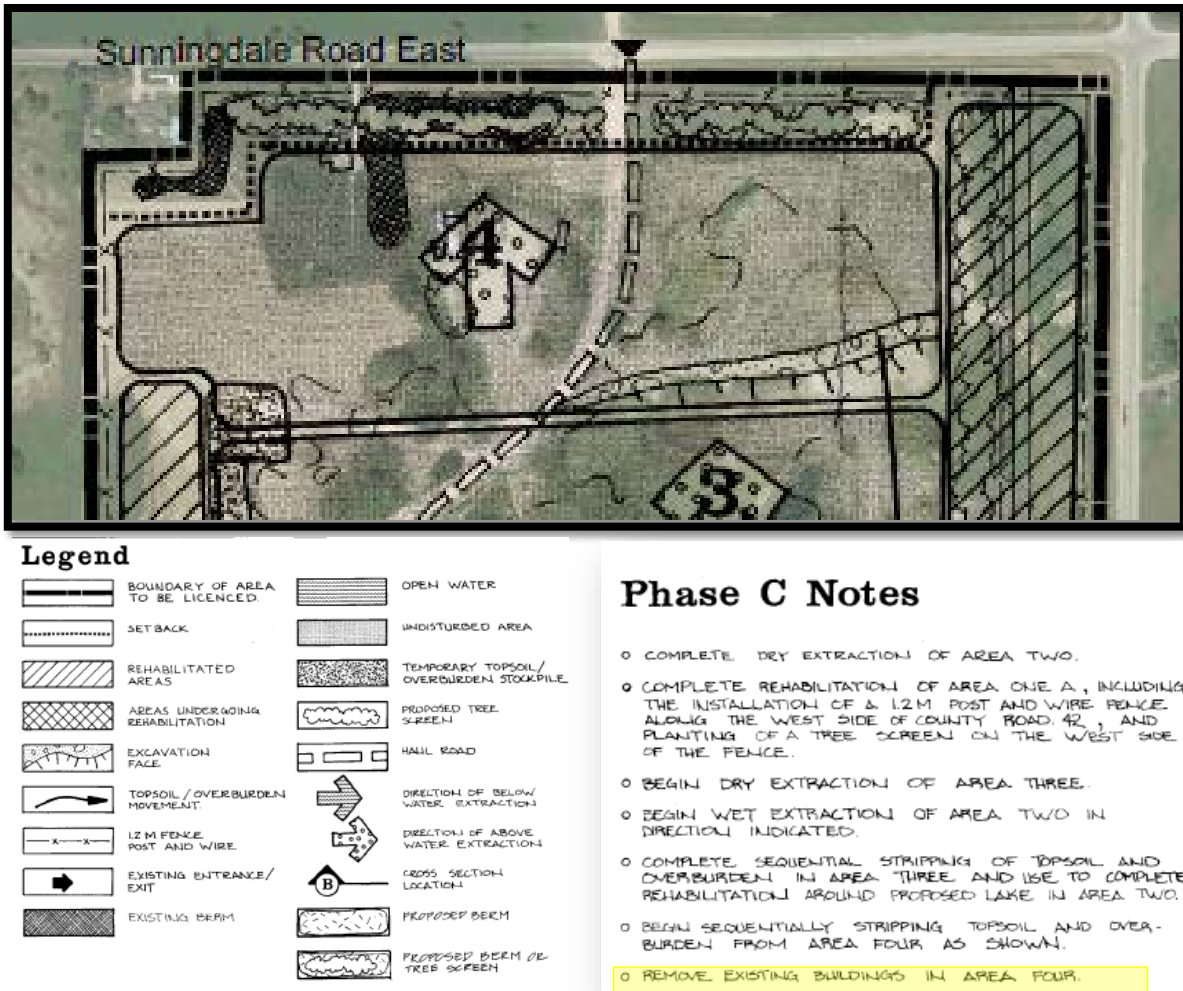 Sunningdale Road East
4
3.
Legend
BOUNDARY OF AREA
TO BE LICENCED.
SETBACK
REHABILITATED
AREAS
AREAS UNDERGOING
REHABILITATION
EXCAVATION
FACE
TOPSOIL / OVERBURDEN
MOVEMENT.
1.2 M FENCE
POST AND WIRE
EXISTING ENTRANCE/
EXIT
EXISTING BERM
OPEN WATER
UNDISTURBED AREA
TEMPORARY TOPSOIL/
OVERBURDEN STOCKPILE
PROPOSED TREE
SCREEN
HAUL ROAD
DIRECTION OF BELOW
WATER EXTRACTION
DIRECTION OF ABOVE
WATER EXTRACTION
B
CROSS SECTION
LOCATION
PROPOSED BERM
PROPOSED BERM OR
TREE SCREEN
Phase C Notes
o COMPLETE DRY EXTRACTION OF AREA TWO.
o COMPLETE REHABILITATION OF AREA ONE A, INCLUDING
THE INSTALLATION OF A 1.2 M POST AND WIRE FENCE
ALONG THE WEST SIDE OF COUNTY ROAD. 42, AND
PLANTING OF A TREE SCREEN ON THE WEST SIDE
OF THE FENCE.
o BEGIN DRY EXTRACTION OF AREA THREE.
o BEGIN WET EXTRACTION OF AREA TWO IN
DIRECTION INDICATED.
o COMPLETE SEQUENTIAL STRIPPING OF TOPSOIL AND
OVERBURDEN IN AREA THREE AND USE TO COMPLETE
REHABILITATION AROUND PROPOSED LAKE IN AREA TWO.
o BEGIN SEQUENTIALLY STRIPPING TOPSOIL AND OVER-
BURDEN FROM AREA FOUR AS SHOWN.
o REMOVE EXISTING BUILDINGS IN AREA FOUR.